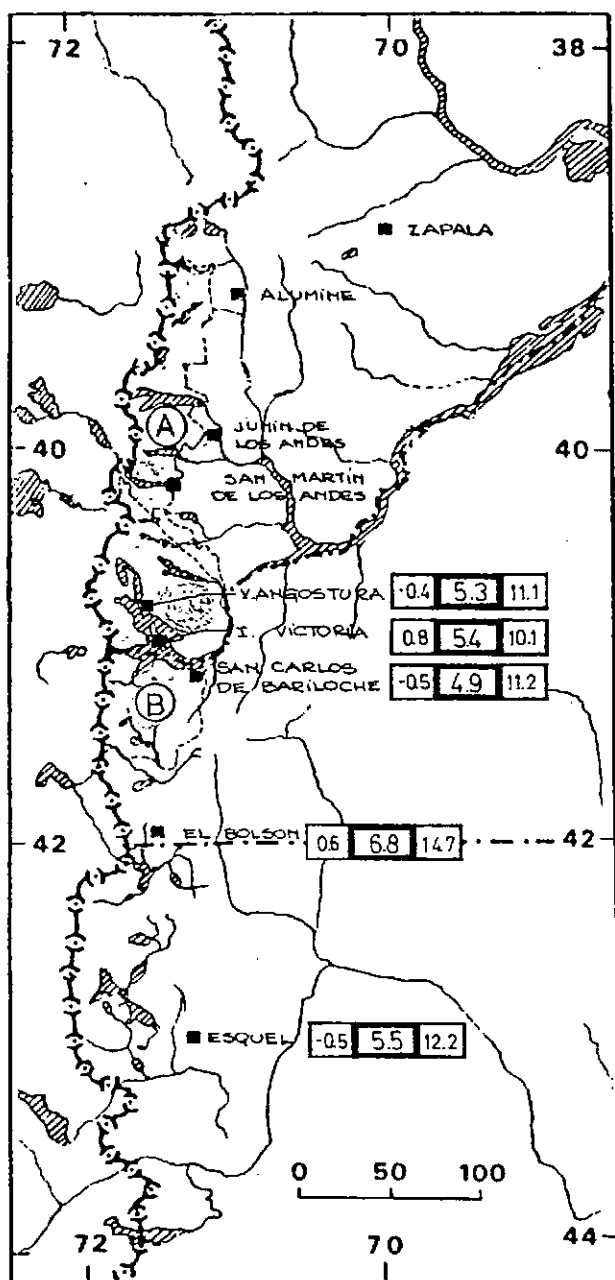 72 70 38
ZAPALA
ALUMINE
A
JUNIN DE
LOS ANDES
40 40
SAN MARTÍN
DE LOS ANDES
V. ANGOSTURA -0.4 5.3 11.1
I. VICTORIA 0.8 5.4 10.1
SAN CARLOS
DE BARILOCHE -0.5 4.9 11.2
B
EL BOLSON 0.6 6.8 14.7
42 42
ESQUEL -0.5 5.5 12.2
0 50 100
72 70 44